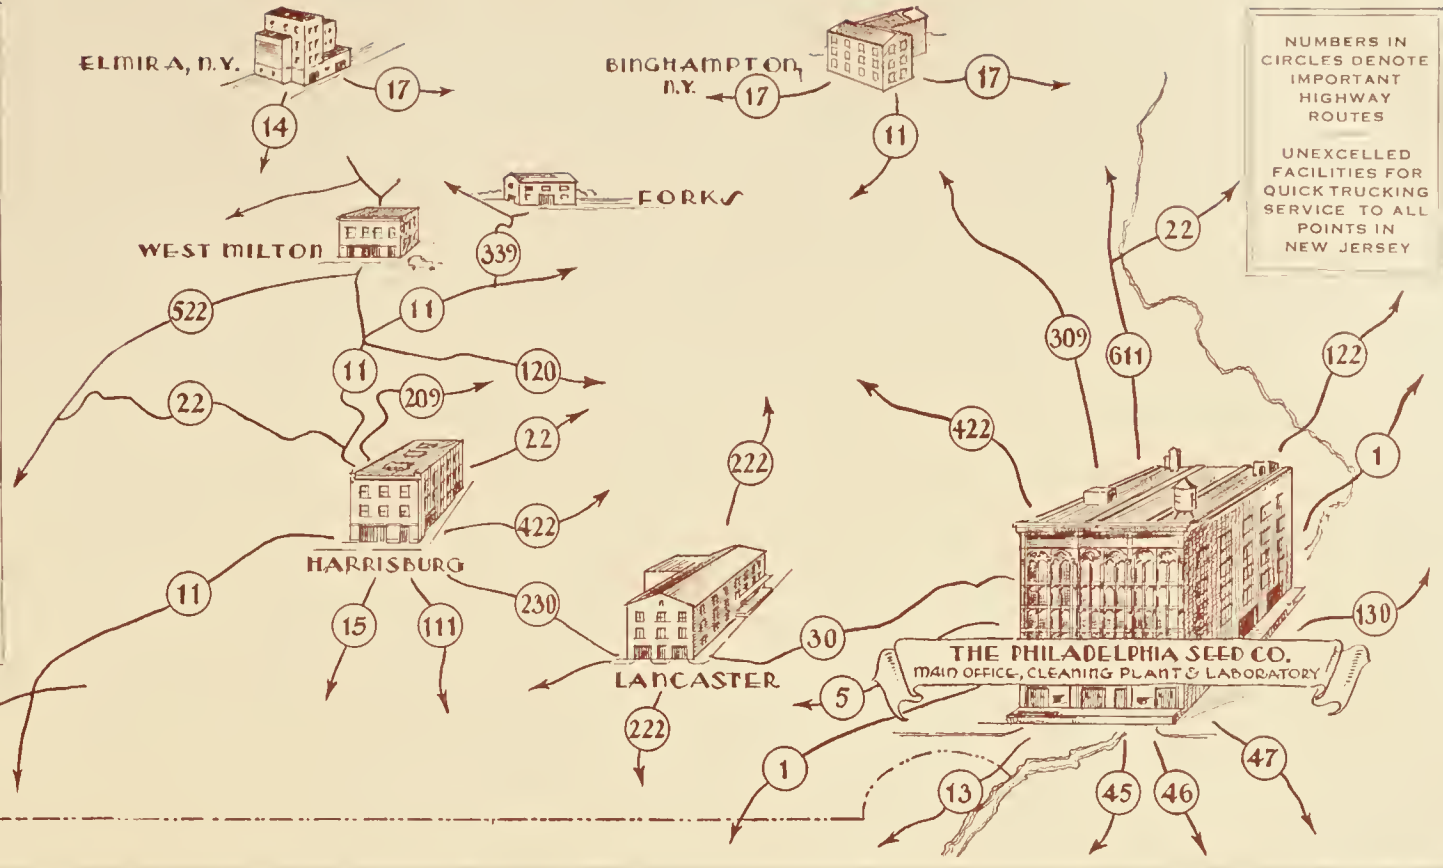 ELMIRA, N.Y.
17
14
BINGHAMPTON,
N.Y.
17
17
11
NUMBERS IN
CIRCLES DENOTE
IMPORTANT
HIGHWAY
ROUTES
UNEXCELLED
FACILITIES FOR
QUICK TRUCKING
SERVICE TO ALL
POINTS IN
NEW JERSEY
FORKS
WEST MILTON
339
22
522
11
309
611
122
11
120
209
22
422
22
222
1
422
HARRISBURG
11
230
15
111
30
130
THE PHILADELPHIA SEED CO.
MAIN OFFICE, CLEANING PLANT & LABORATORY
LANCASTER
5
222
1
47
13
45
46